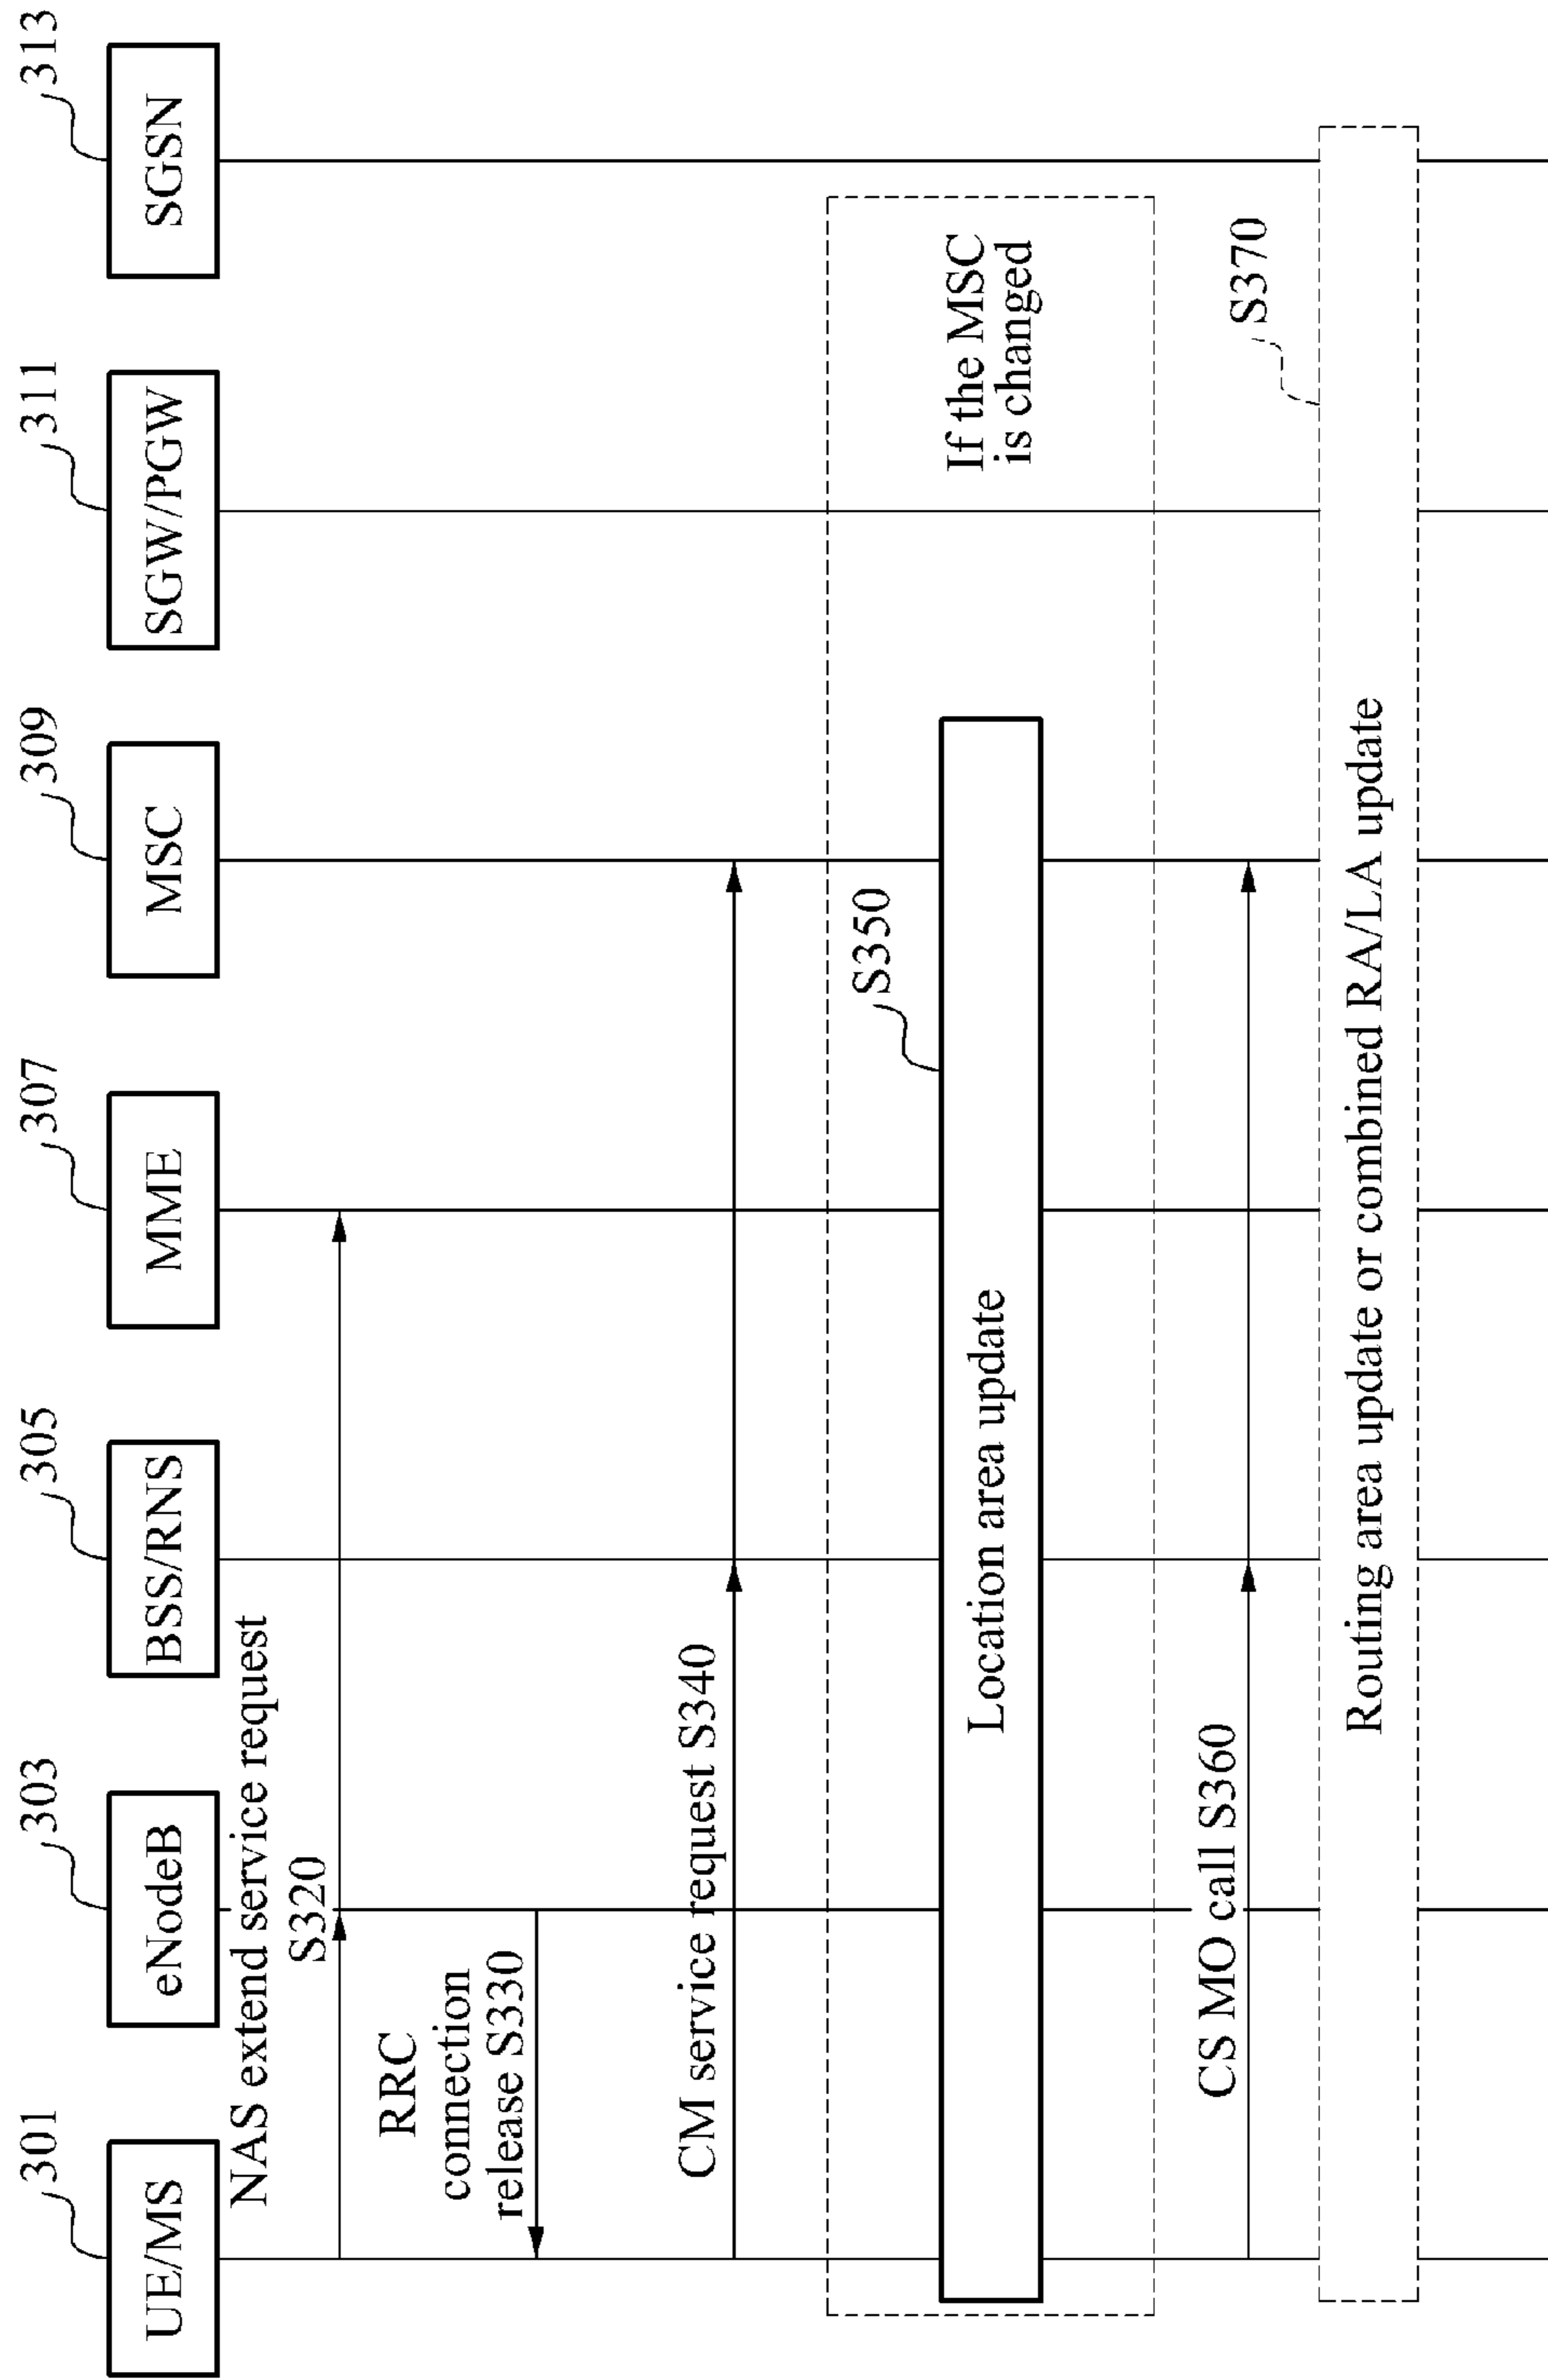 301
303
305
307
309
311
313
UE/MS
eNodeB
BSS/RNS
MME
MSC
SGW/PGW
SGSN
NAS extend service request
S320
RRC
connection
release S330
CM service request S340
S350
If the MSC
is changed
Location area update
CS MO call S360
S370
Routing area update or combined RA/LA update